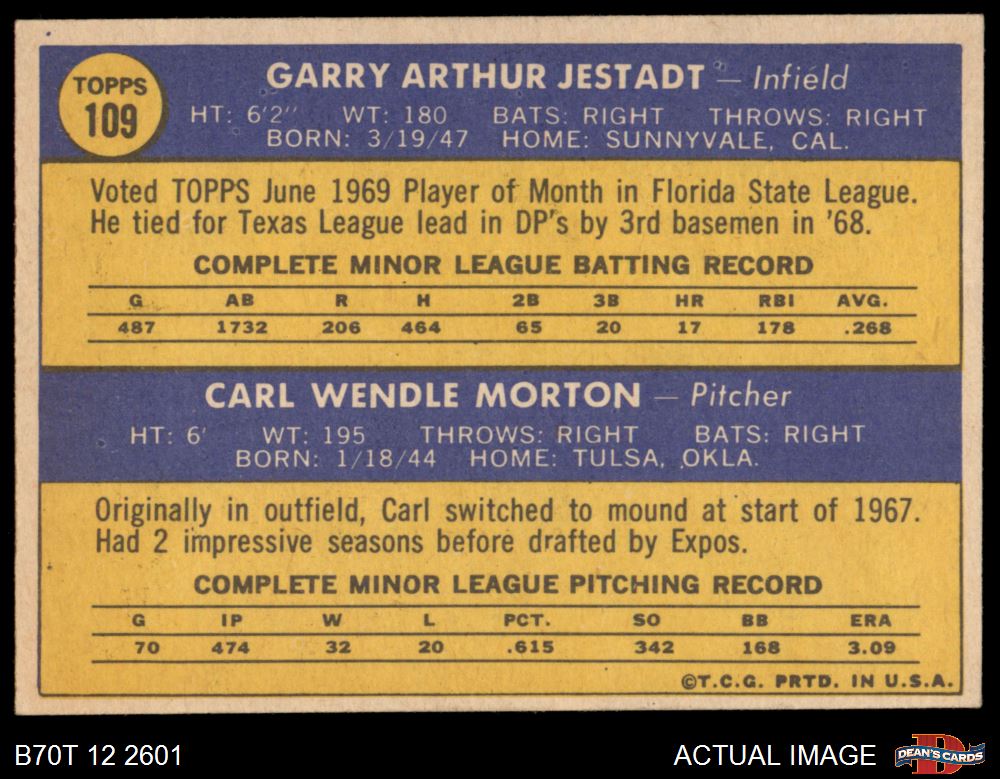 TOPPS
109
GARRY ARTHUR JESTADT — Infield
HT: 6'2" WT: 180 BATS: RIGHT THROWS: RIGHT
BORN: 3/19/47 HOME: SUNNYVALE, CAL.
Voted TOPPS June 1969 Player of Month in Florida State League.
He tied for Texas League lead in DP's by 3rd basemen in '68.
COMPLETE MINOR LEAGUE BATTING RECORD
G AB R H 2B 3B HR RBI AVG.
487 1732 206 464 65 20 17 178 .268
CARL WENDLE MORTON — Pitcher
HT: 6' WT: 195 THROWS: RIGHT BATS: RIGHT
BORN: 1/18/44 HOME: TULSA, OKLA.
Originally in outfield, Carl switched to mound at start of 1967.
Had 2 impressive seasons before drafted by Expos.
COMPLETE MINOR LEAGUE PITCHING RECORD
G IP W L PCT. SO BB ERA
70 474 32 20 .615 342 168 3.09
©T.C.G. PRTD. IN U.S.A.
B70T 12 2601 ACTUAL IMAGE DEAN'S CARDS